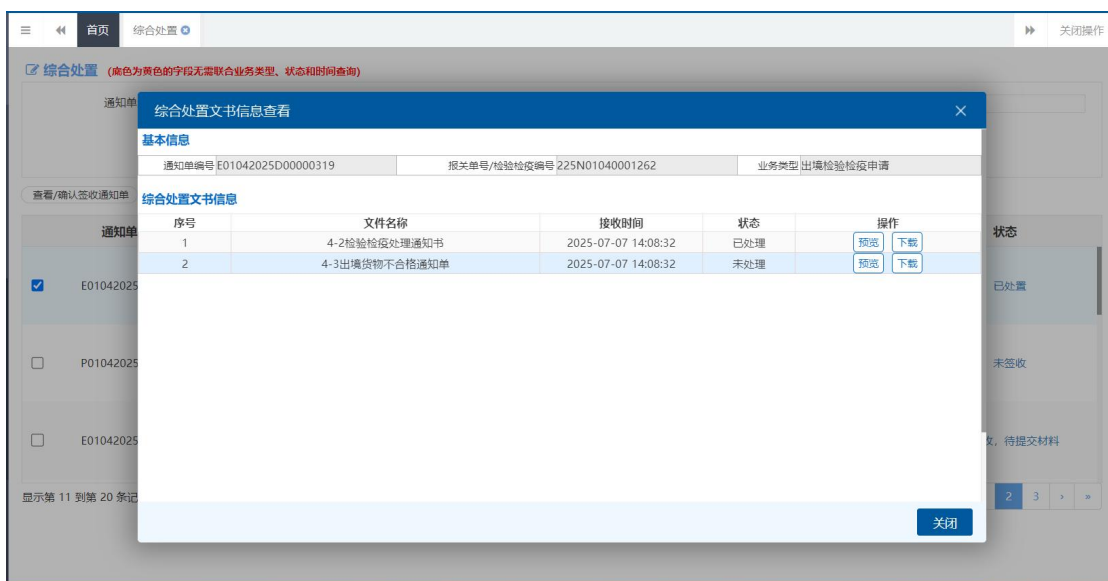 首页 综合处置 关闭操作
综合处置 (底色为黄色的字段无需联合业务类型、状态和时间查询)
通知单
综合处置文书信息查看
基本信息
通知单编号 E01042025D00000319 报关单号/检验检疫编号 225N01040001262 业务类型 出境检验检疫申请
查看/确认签收通知单
综合处置文书信息
序号 文件名称 接收时间 状态 操作
1 4-2检验检疫处理通知书 2025-07-07 14:08:32 已处理 预览 下载
2 4-3出境货物不合格通知单 2025-07-07 14:08:32 未处理 预览 下载
通知单 状态
E01042025 已处置
P01042025 未签收
E01042025 待提交材料
显示第 11 到第 20 条记 2 3 › »
关闭